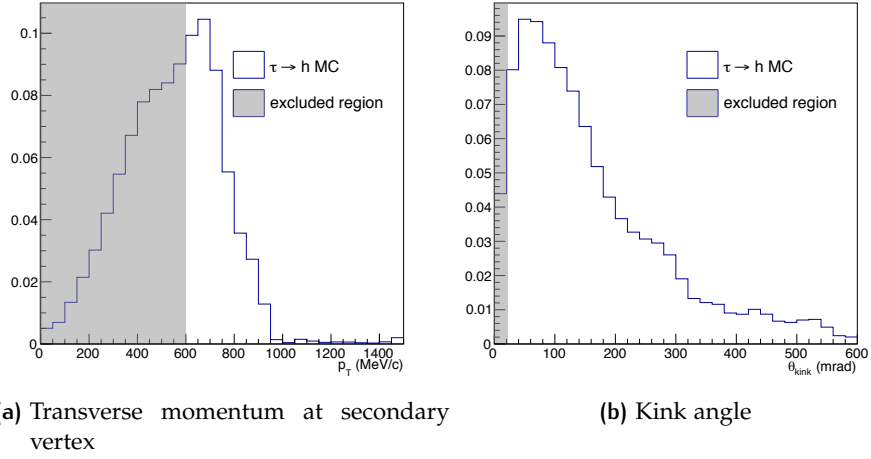 0.1
0.08
0.06
0.04
0.02
0
0 200 400 600 800 1000 1200 1400
p_T (MeV/c)
τ → h MC
excluded region
0.09
0.08
0.07
0.06
0.05
0.04
0.03
0.02
0.01
0
0 100 200 300 400 500 600
θ_kink (mrad)
τ → h MC
excluded region
a) Transverse momentum at secondary
vertex
(b) Kink angle